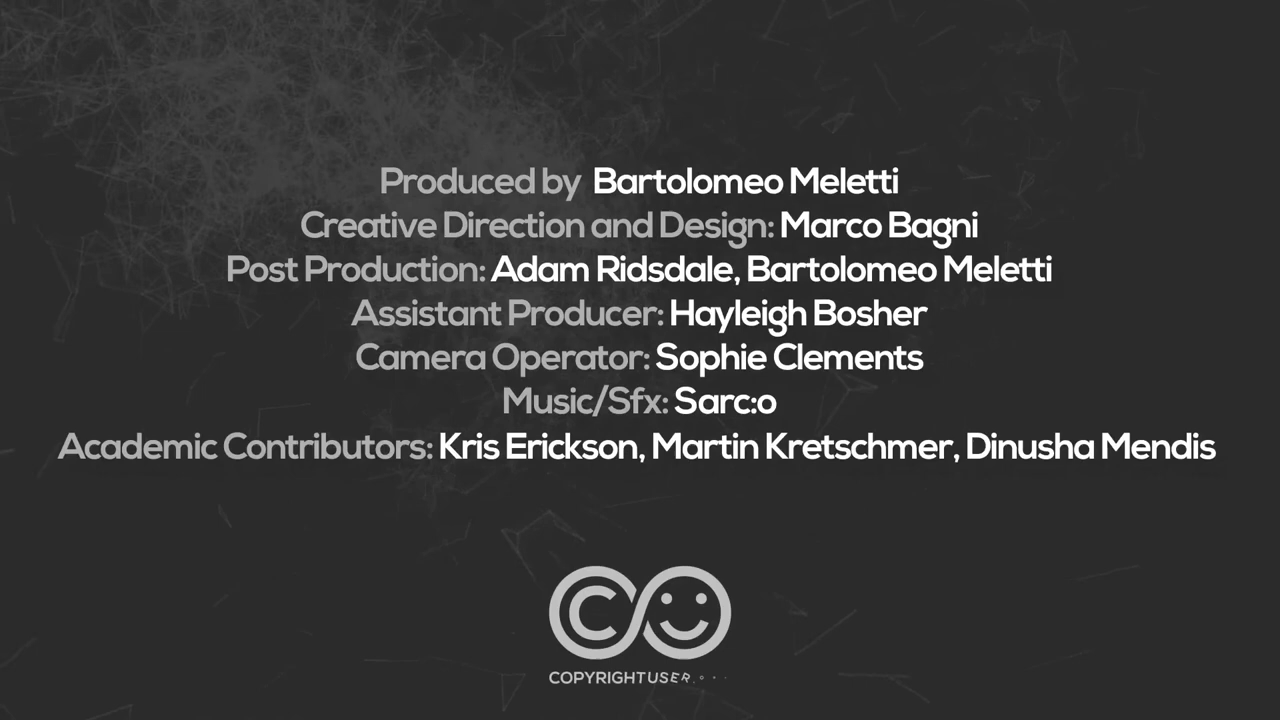 Produced by Bartolomeo Meletti
Creative Direction and Design: Marco Bagni
Post Production: Adam Ridsdale, Bartolomeo Meletti
Assistant Producer: Hayleigh Bosher
Camera Operator: Sophie Clements
Music/Sfx: Sarc:o
Academic Contributors: Kris Erickson, Martin Kretschmer, Dinusha Mendis
COPYRIGHTUSER